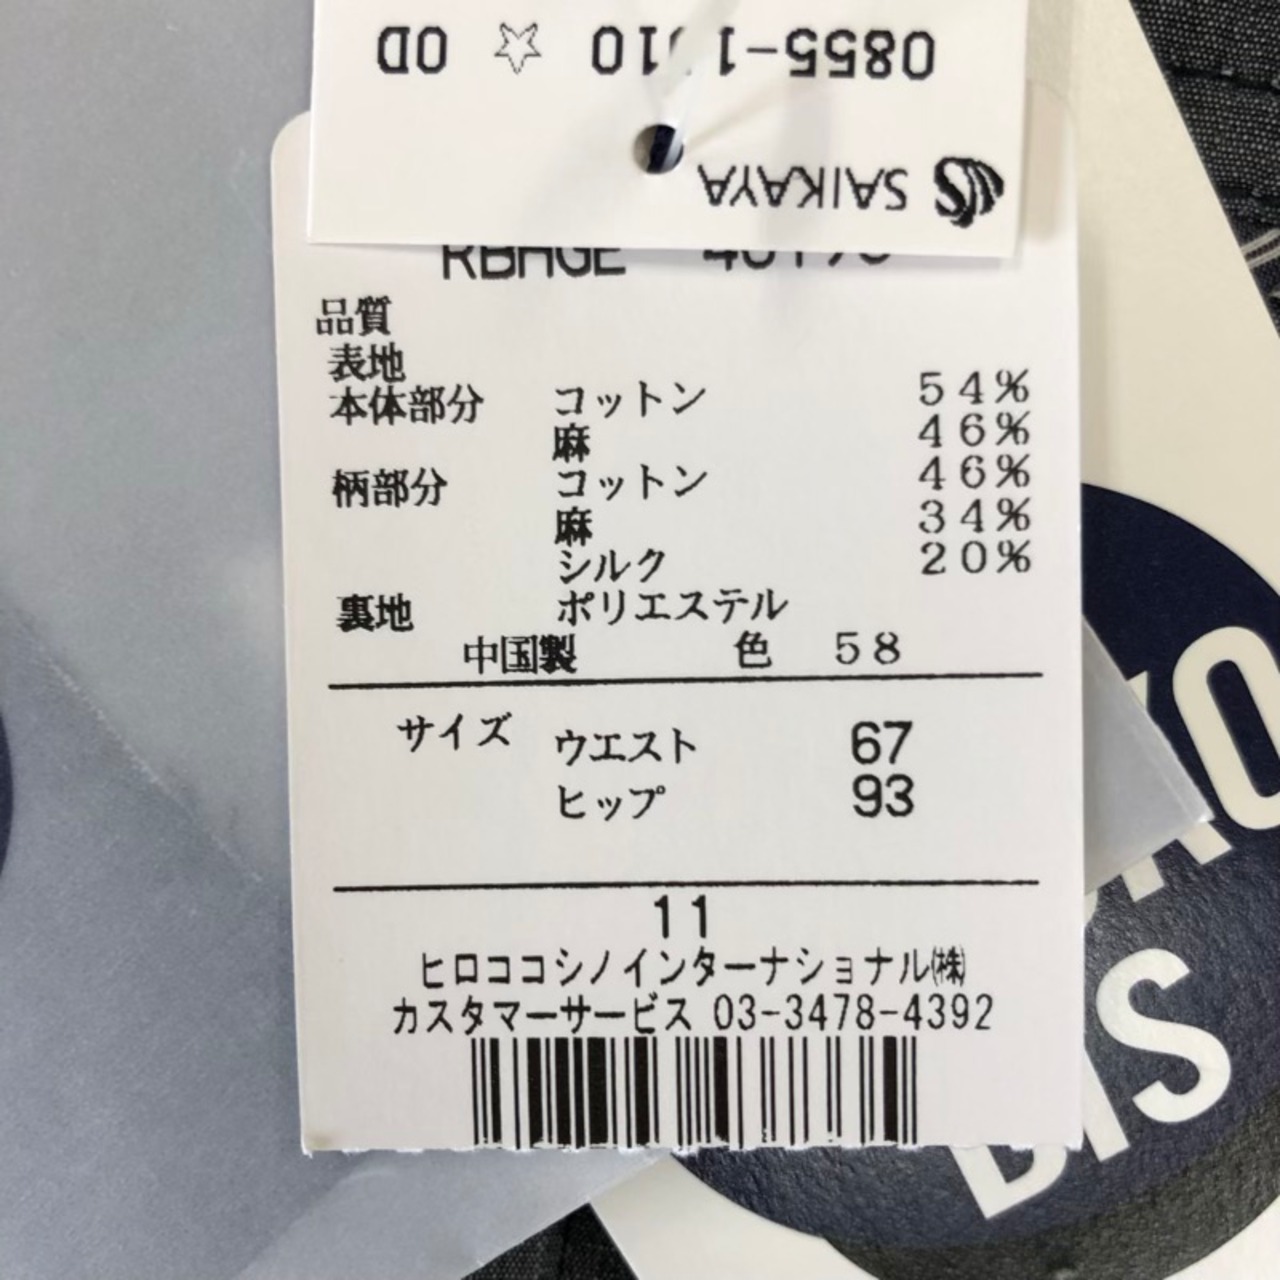 0D ☆ 0855-1
SAIKAYA
RBHGE
品質
表地
本体部分 コットン 54%
麻 46%
柄部分 コットン 46%
麻 34%
シルク 20%
裏地 ポリエステル
中国製 色 58
サイズ ウエスト 67
ヒップ 93
11
ヒロココシノインターナショナル㈱
カスタマーサービス 03-3478-4392
BIS